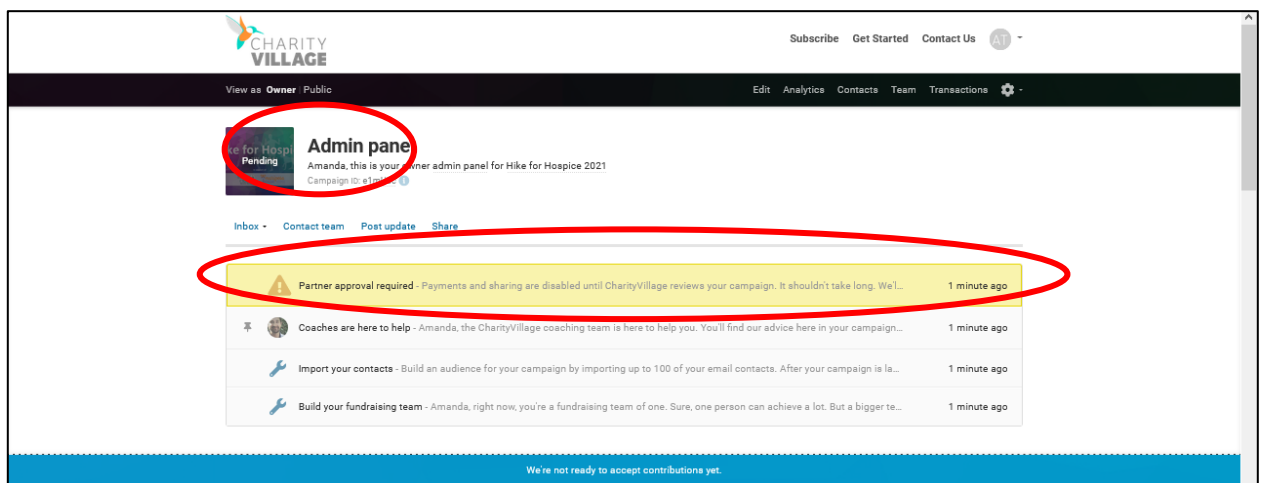 CHARITY
VILLAGE
Subscribe Get Started Contact Us AT
View as Owner | Public
Edit Analytics Contacts Team Transactions
ke for Hospi
Pending
Admin pane
Amanda, this is your owner admin panel for Hike for Hospice 2021
Campaign ID:
Inbox Contact team Post update Share
Partner approval required - Payments and sharing are disabled until CharityVillage reviews your campaign. It shouldn't take long. We'l... 1 minute ago
Coaches are here to help - Amanda, the CharityVillage coaching team is here to help you. You'll find our advice here in your campaign... 1 minute ago
Import your contacts - Build an audience for your campaign by importing up to 100 of your email contacts. After your campaign is la... 1 minute ago
Build your fundraising team - Amanda, right now, you're a fundraising team of one. Sure, one person can achieve a lot. But a bigger te... 1 minute ago
We're not ready to accept contributions yet.